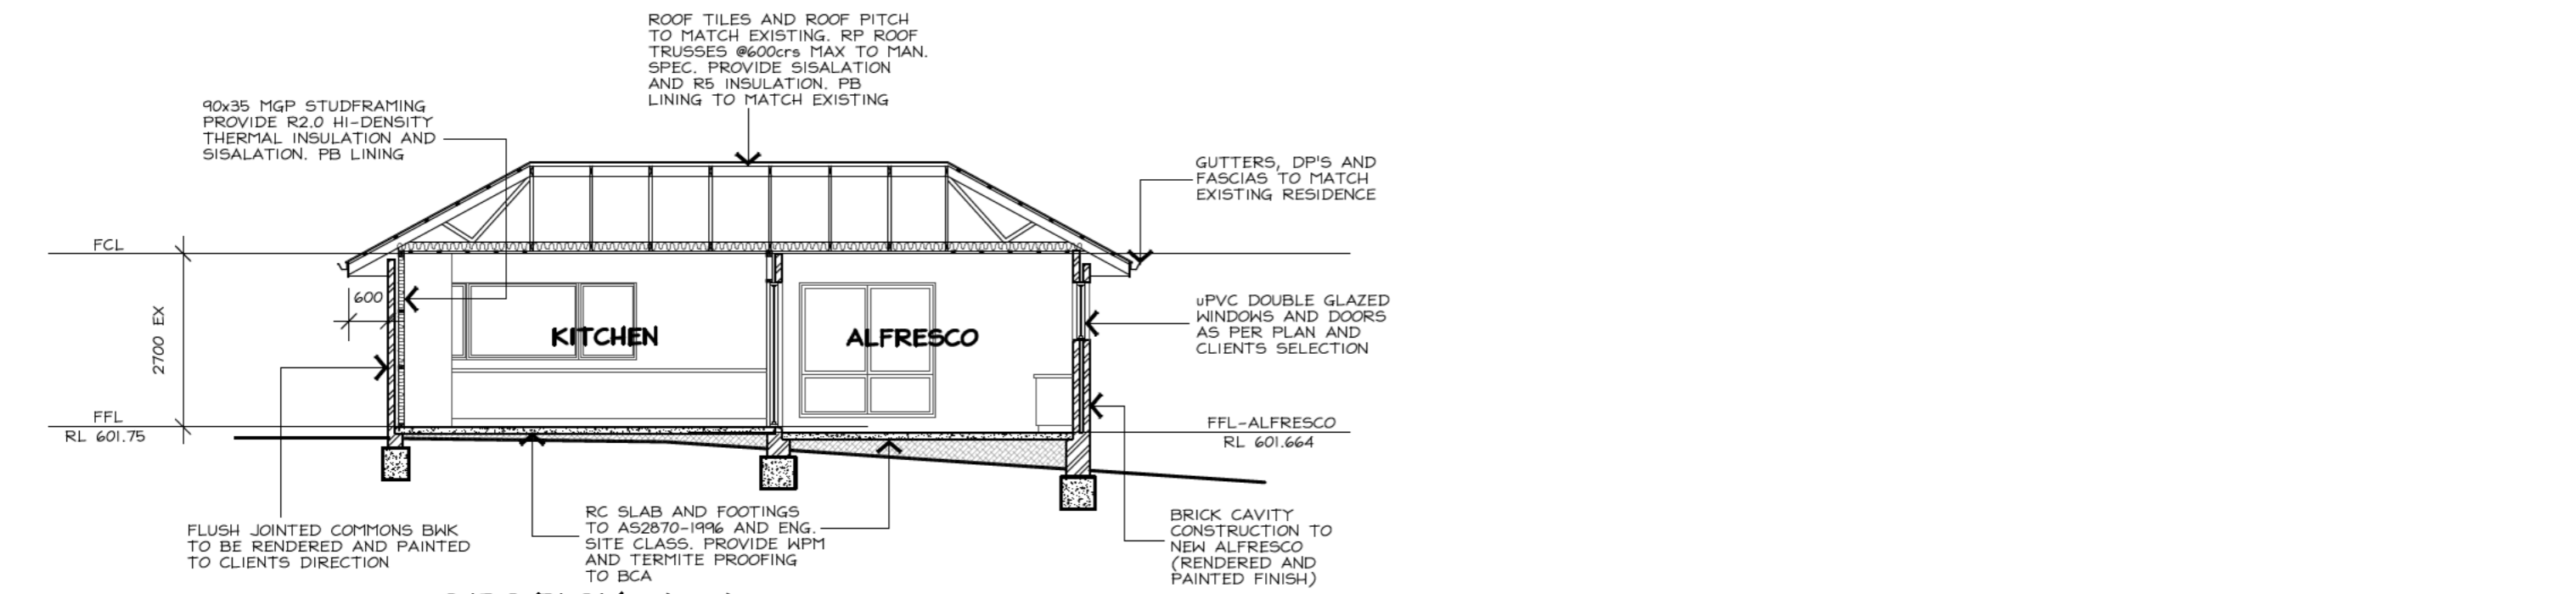 ROOF TILES AND ROOF PITCH
TO MATCH EXISTING. RP ROOF
TRUSSES @600crs MAX TO MAN.
SPEC. PROVIDE SISALATION
AND R5 INSULATION. PB
LINING TO MATCH EXISTING
90x35 MGP STUDFRAMING
PROVIDE R2.0 HI-DENSITY
THERMAL INSULATION AND
SISALATION. PB LINING
GUTTERS, DP'S AND
FASCIAS TO MATCH
EXISTING RESIDENCE
FCL
600
2700 EX
KITCHEN
ALFRESCO
uPVC DOUBLE GLAZED
WINDOWS AND DOORS
AS PER PLAN AND
CLIENTS SELECTION
FFL
RL 601.75
FFL-ALFRESCO
RL 601.664
FLUSH JOINTED COMMONS BWK
TO BE RENDERED AND PAINTED
TO CLIENTS DIRECTION
RC SLAB AND FOOTINGS
TO AS2870-1996 AND ENG.
SITE CLASS. PROVIDE WPM
AND TERMITE PROOFING
TO BCA
BRICK CAVITY
CONSTRUCTION TO
NEW ALFRESCO
(RENDERED AND
PAINTED FINISH)